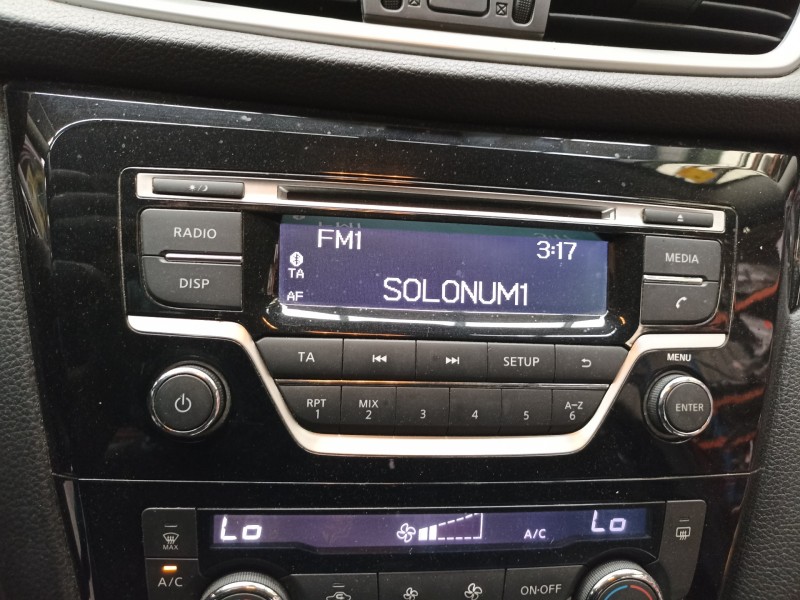 RADIO
DISP
FM1
3:17
TA
AF
SOLONUM1
MEDIA
TA
SETUP
MENU
RPT
1
MIX
2
3
4
5
A-Z
6
ENTER
MAX
A/C
Lo
A/C
Lo
ON·OFF